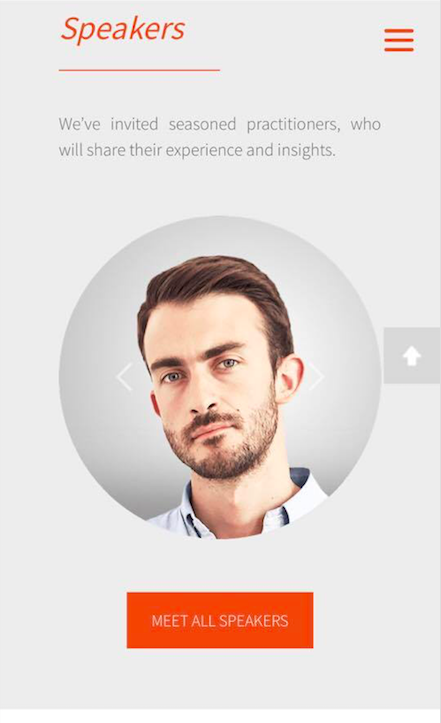 Speakers
We've invited seasoned practitioners, who
will share their experience and insights.
MEET ALL SPEAKERS